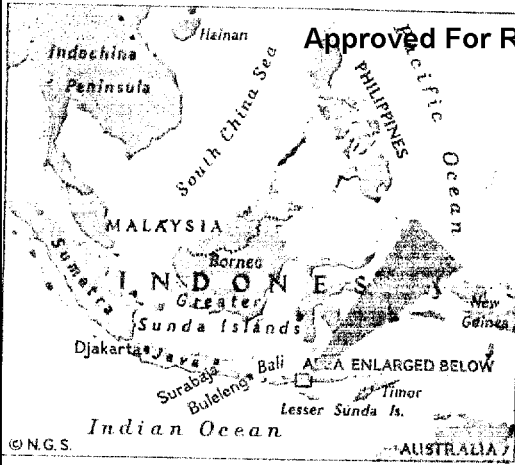 Hainan
Approved For R
Indochina
Peninsula
South China Sea
PHILIPPINES
Pacific Ocean
MALAYSIA
Sumatra
Borneo
INDONES
Greater
Sunda Islands
New
Guinea
Djakarta
Java
Surabaja
Buleleng
Bali
AREA ENLARGED BELOW
Timor
Lesser Sunda Is.
Indian Ocean
© N.G.S.
AUSTRALIA